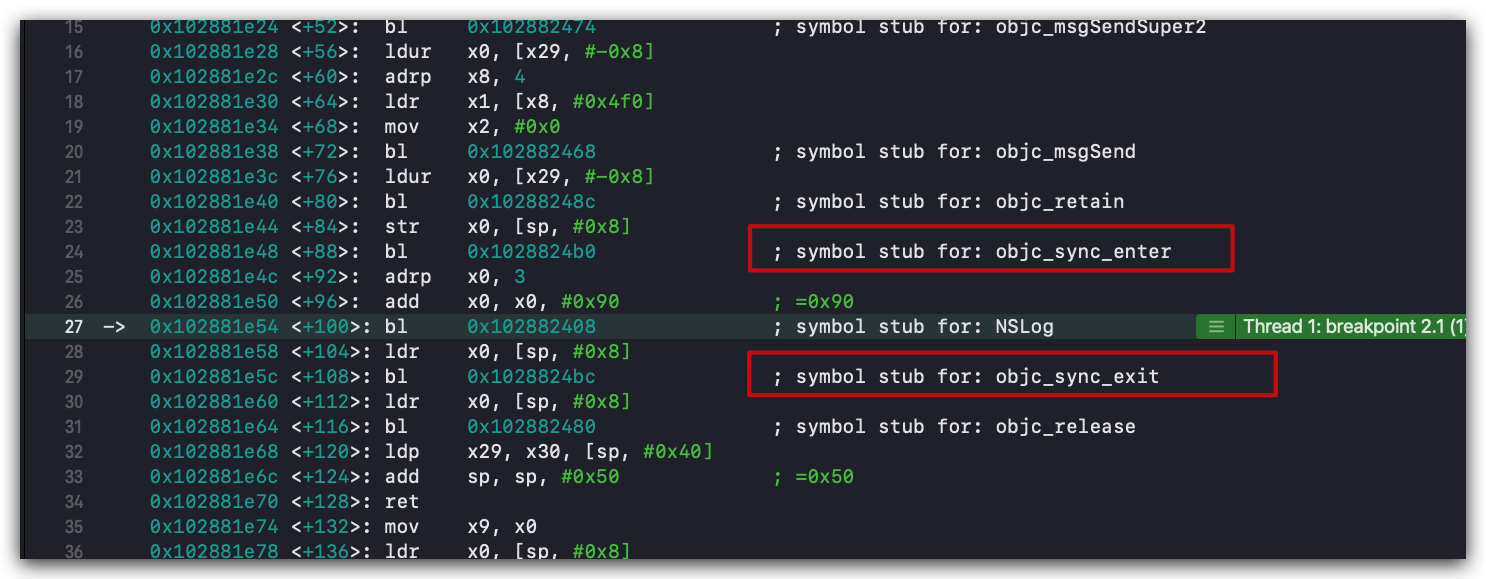 15 0x102881e24 <+52>: bl 0x102882474 ; symbol stub for: objc_msgSendSuper2
16 0x102881e28 <+56>: ldur x0, [x29, #-0x8]
17 0x102881e2c <+60>: adrp x8, 4
18 0x102881e30 <+64>: ldr x1, [x8, #0x4f0]
19 0x102881e34 <+68>: mov x2, #0x0
20 0x102881e38 <+72>: bl 0x102882468 ; symbol stub for: objc_msgSend
21 0x102881e3c <+76>: ldur x0, [x29, #-0x8]
22 0x102881e40 <+80>: bl 0x10288248c ; symbol stub for: objc_retain
23 0x102881e44 <+84>: str x0, [sp, #0x8]
24 0x102881e48 <+88>: bl 0x1028824b0 ; symbol stub for: objc_sync_enter
25 0x102881e4c <+92>: adrp x0, 3
26 0x102881e50 <+96>: add x0, x0, #0x90 ; =0x90
27 -> 0x102881e54 <+100>: bl 0x102882408 ; symbol stub for: NSLog Thread 1: breakpoint 2.1 (1)
28 0x102881e58 <+104>: ldr x0, [sp, #0x8]
29 0x102881e5c <+108>: bl 0x1028824bc ; symbol stub for: objc_sync_exit
30 0x102881e60 <+112>: ldr x0, [sp, #0x8]
31 0x102881e64 <+116>: bl 0x102882480 ; symbol stub for: objc_release
32 0x102881e68 <+120>: ldp x29, x30, [sp, #0x40]
33 0x102881e6c <+124>: add sp, sp, #0x50 ; =0x50
34 0x102881e70 <+128>: ret
35 0x102881e74 <+132>: mov x9, x0
36 0x102881e78 <+136>: ldr x0, [sp, #0x8]